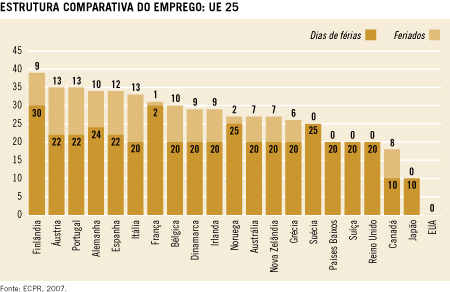 ESTRUTURA COMPARATIVA DO EMPREGO: UE 25
Dias de férias Feriados
45
40
35
30
25
20
15
10
5
0
9 13 13 10 12 13 1 10 9 9 2 7 7 6 0 0 0 0 8 0 0
30 22 22 24 22 20 2 20 20 20 25 20 20 20 25 20 20 20 10 10
Finlândia
Áustria
Portugal
Alemanha
Espanha
Itália
França
Bélgica
Dinamarca
Irlanda
Noruega
Austrália
Nova Zelândia
Grécia
Suécia
Países Baixos
Suíça
Reino Unido
Canadá
Japão
EUA
Fonte: ECPR, 2007.